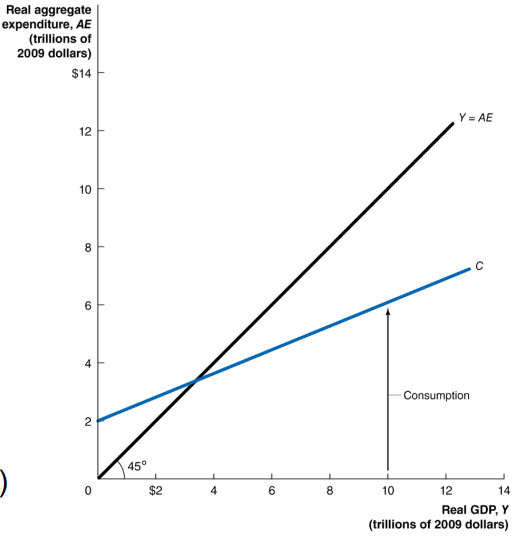 Real aggregate
expenditure, AE
(trillions of
2009 dollars)
$14
12
10
8
6
4
2
0
Y = AE
C
Consumption
45°
)
$2
4
6
8
10
12
14
Real GDP, Y
(trillions of 2009 dollars)